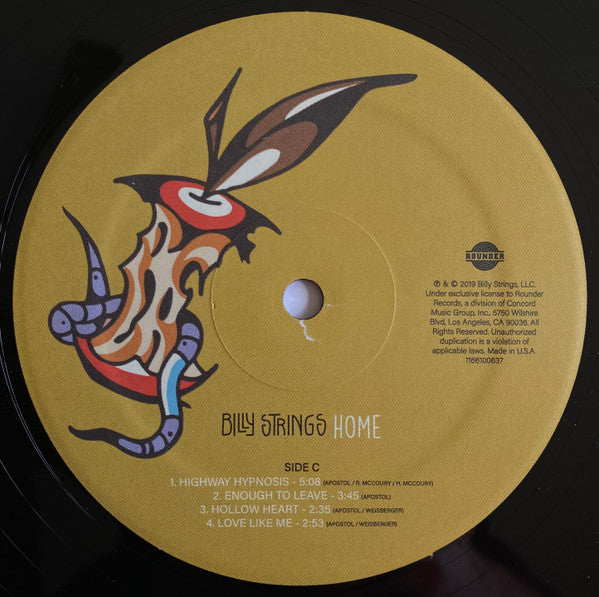 ROUNDER
℗ & © 2019 Billy Strings, LLC.
Under exclusive license to Rounder
Records, a division of Concord
Music Group, Inc., 5750 Wilshire
Blvd, Los Angeles, CA 90036. All
Rights Reserved. Unauthorized
duplication is a violation of
applicable laws. Made in U.S.A.
1166100637
BILLY STRINGS HOME
SIDE C
1. HIGHWAY HYPNOSIS - 5:08 (APOSTOL / R. MCCOURY / H. MCCOURY)
2. ENOUGH TO LEAVE - 3:45 (APOSTOL)
3. HOLLOW HEART - 2:35 (APOSTOL / WEISBERGER)
4. LOVE LIKE ME - 2:53 (APOSTOL / WEISBERGER)